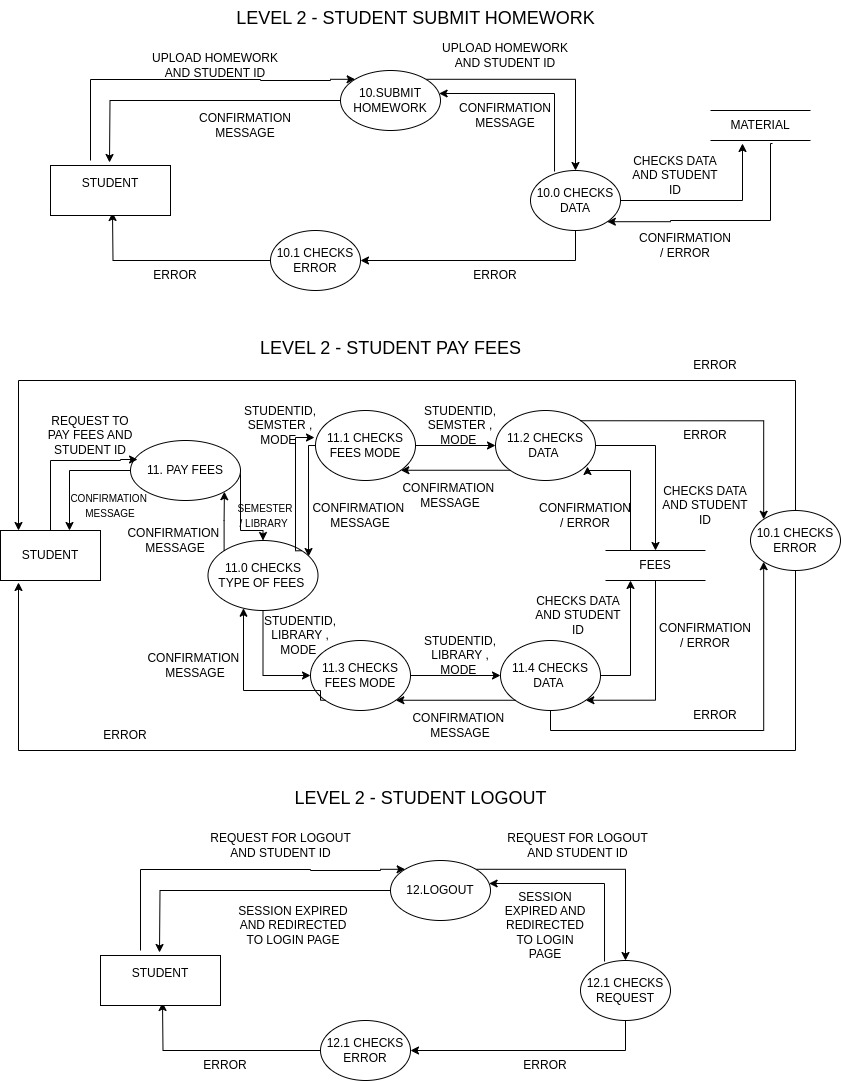 LEVEL 2 - STUDENT SUBMIT HOMEWORK
UPLOAD HOMEWORK
AND STUDENT ID
UPLOAD HOMEWORK
AND STUDENT ID
10.SUBMIT
HOMEWORK
CONFIRMATION
MESSAGE
CONFIRMATION
MESSAGE
MATERIAL
STUDENT
10.0 CHECKS
DATA
CHECKS DATA
AND STUDENT
ID
CONFIRMATION
/ ERROR
10.1 CHECKS
ERROR
ERROR
ERROR
LEVEL 2 - STUDENT PAY FEES
ERROR
REQUEST TO
PAY FEES AND
STUDENT ID
11. PAY FEES
STUDENTID,
SEMSTER ,
MODE
11.1 CHECKS
FEES MODE
STUDENTID,
SEMSTER ,
MODE
11.2 CHECKS
DATA
ERROR
CONFIRMATION
MESSAGE
CONFIRMATION
MESSAGE
SEMESTER
/ LIBRARY
CONFIRMATION
MESSAGE
CONFIRMATION
MESSAGE
CONFIRMATION
/ ERROR
CHECKS DATA
AND STUDENT
ID
10.1 CHECKS
ERROR
STUDENT
11.0 CHECKS
TYPE OF FEES
FEES
STUDENTID,
LIBRARY ,
MODE
CONFIRMATION
MESSAGE
11.3 CHECKS
FEES MODE
STUDENTID,
LIBRARY ,
MODE
11.4 CHECKS
DATA
CHECKS DATA
AND STUDENT
ID
CONFIRMATION
/ ERROR
CONFIRMATION
MESSAGE
ERROR
ERROR
LEVEL 2 - STUDENT LOGOUT
REQUEST FOR LOGOUT
AND STUDENT ID
REQUEST FOR LOGOUT
AND STUDENT ID
12.LOGOUT
SESSION EXPIRED
AND REDIRECTED
TO LOGIN PAGE
SESSION
EXPIRED AND
REDIRECTED
TO LOGIN
PAGE
STUDENT
12.1 CHECKS
REQUEST
12.1 CHECKS
ERROR
ERROR
ERROR